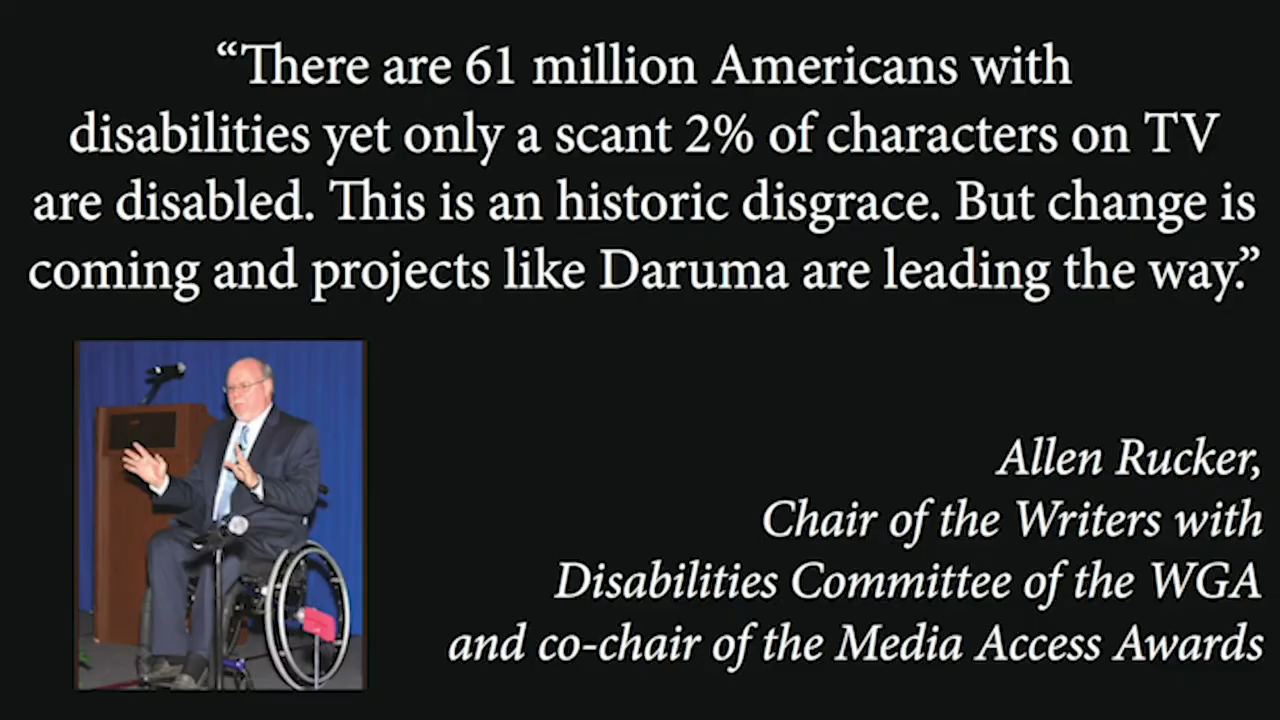 “There are 61 million Americans with
disabilities yet only a scant 2% of characters on TV
are disabled. This is an historic disgrace. But change is
coming and projects like Daruma are leading the way.”
Allen Rucker,
Chair of the Writers with
Disabilities Committee of the WGA
and co-chair of the Media Access Awards